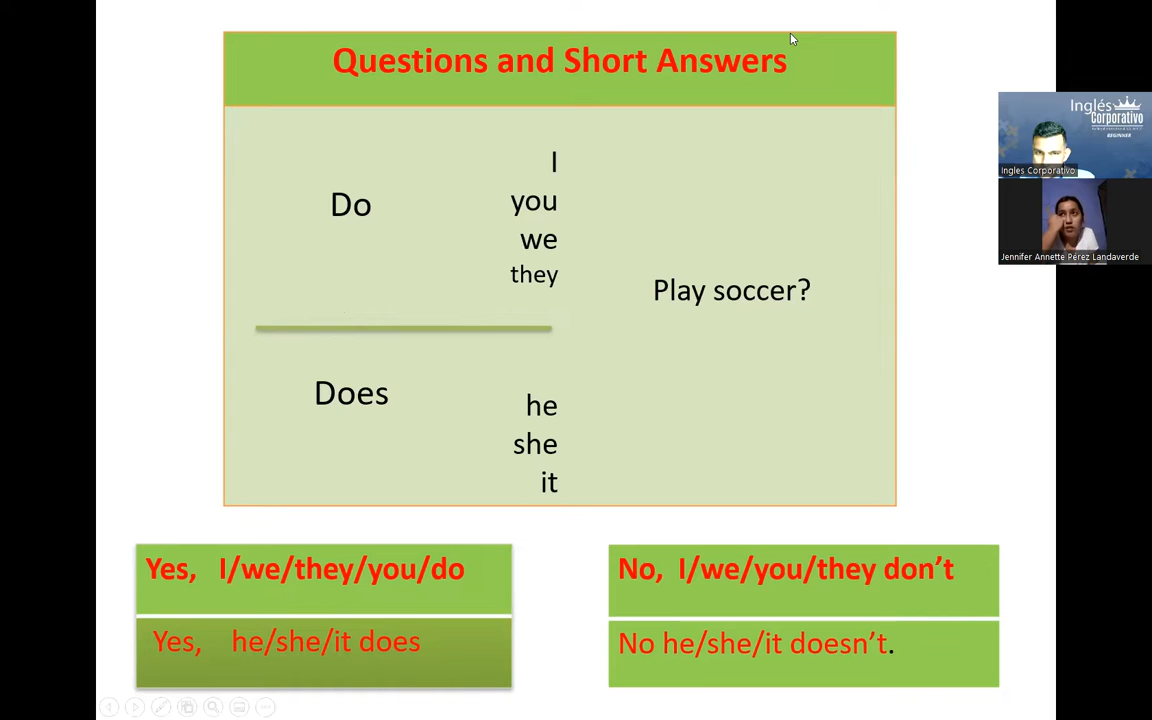 Questions and Short Answers
Do
I
you
we
they
Play soccer?
Does
he
she
it
Yes, I/we/they/you/do
Yes, he/she/it does
No, I/we/you/they don’t
No he/she/it doesn’t.
Inglés
Corporativo
BEGINNER
Ingles Corporativo
Jennifer Annette Pérez Landaverde